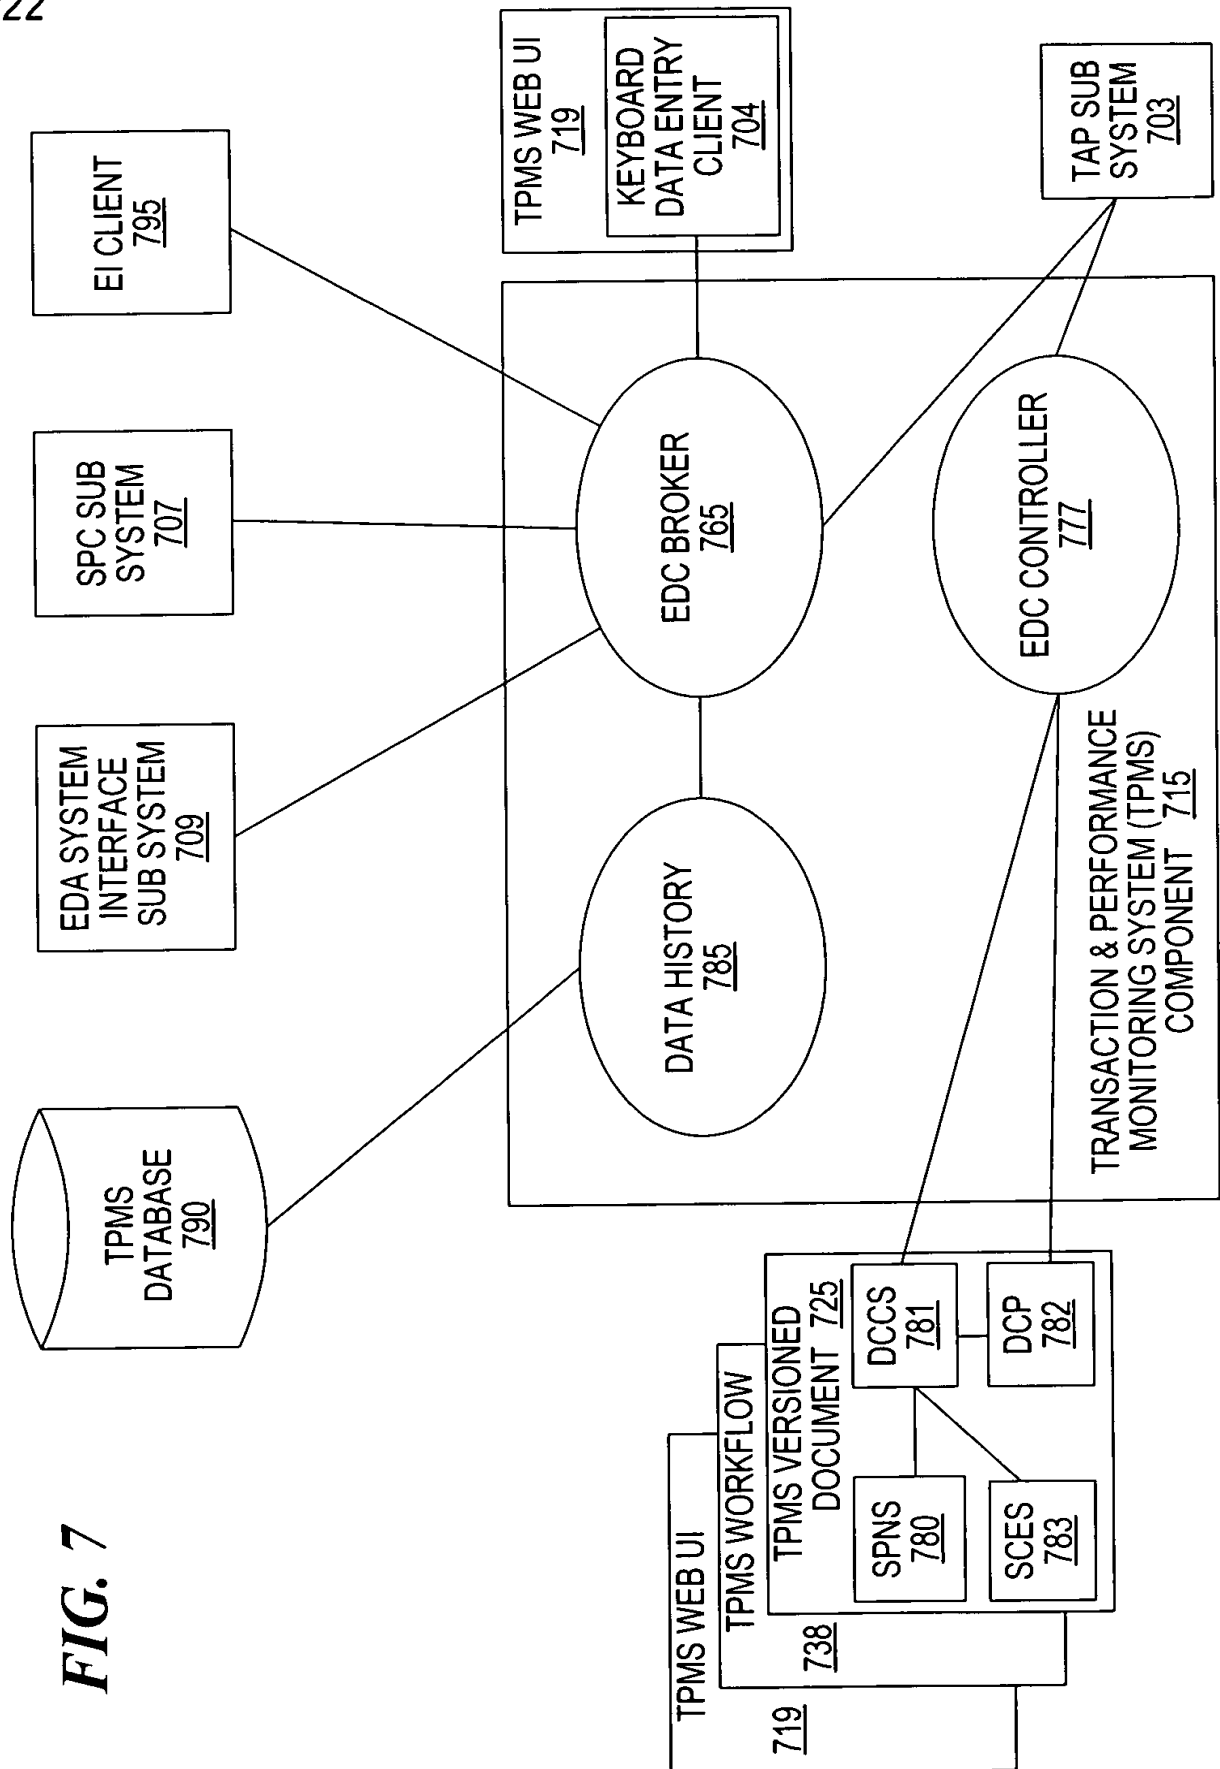 22
FIG. 7
TPMS
DATABASE
790
EDA SYSTEM
INTERFACE
SUB SYSTEM
709
SPC SUB
SYSTEM
707
EI CLIENT
795
TPMS WEB UI
719
KEYBOARD
DATA ENTRY
CLIENT
704
DATA HISTORY
785
EDC BROKER
765
EDC CONTROLLER
777
TAP SUB
SYSTEM
703
TRANSACTION & PERFORMANCE
MONITORING SYSTEM (TPMS)
COMPONENT 715
TPMS WEB UI
719
TPMS WORKFLOW
738
TPMS VERSIONED
DOCUMENT 725
SPNS
780
DCCS
781
SCES
783
DCP
782